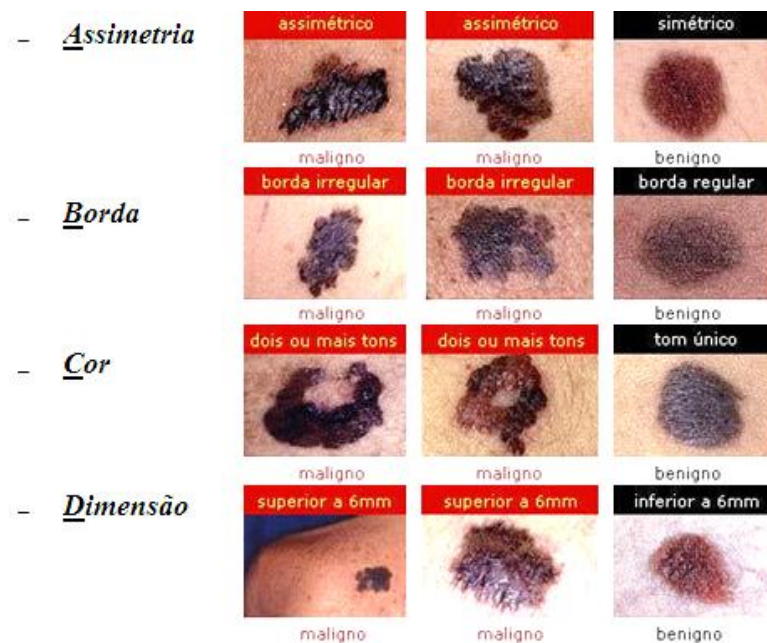 - Assimetria
assimétrico assimétrico simétrico
maligno maligno benigno
- Borda
borda irregular borda irregular borda regular
maligno maligno benigno
- Cor
dois ou mais tons dois ou mais tons tom único
maligno maligno benigno
- Dimensão
superior a 6mm superior a 6mm inferior a 6mm
maligno maligno benigno